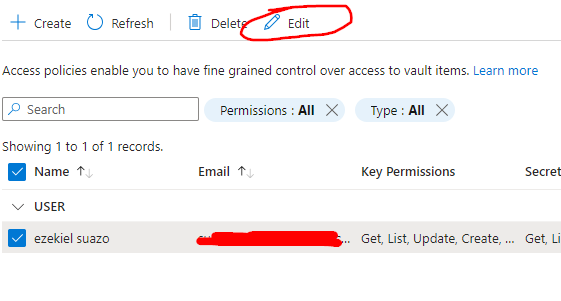 Create Refresh Delete Edit
Access policies enable you to have fine grained control over access to vault items. Learn more
Search Permissions : All Type : All
Showing 1 to 1 of 1 records.
Name Email Key Permissions Secret
USER
ezekiel suazo ... Get, List, Update, Create, ... Get, Li